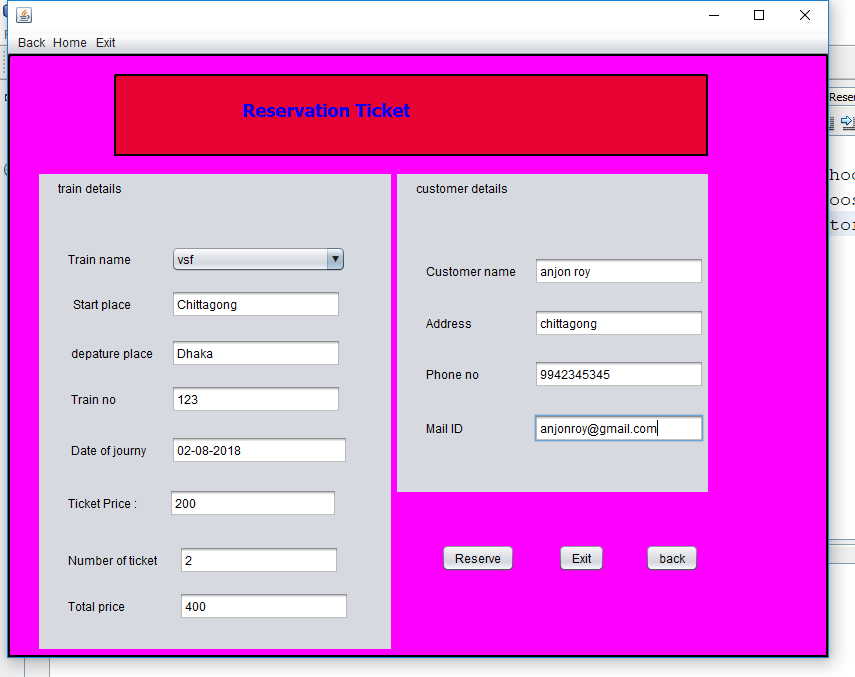 Back Home Exit
Reservation Ticket
train details
Train name vsf
Start place Chittagong
depature place Dhaka
Train no 123
Date of journy 02-08-2018
Ticket Price : 200
Number of ticket 2
Total price 400
customer details
Customer name anjon roy
Address chittagong
Phone no 9942345345
Mail ID anjonroy@gmail.com
Reserve Exit back